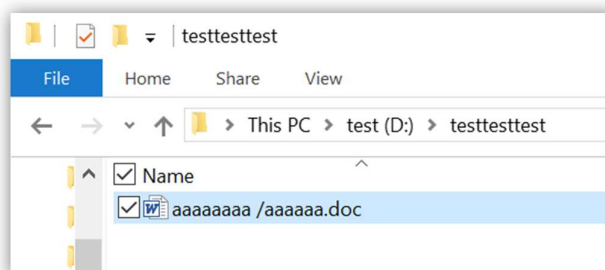 testtesttest
File Home Share View
This PC > test (D:) > testtesttest
Name
aaaaaaaa /aaaaaa.doc